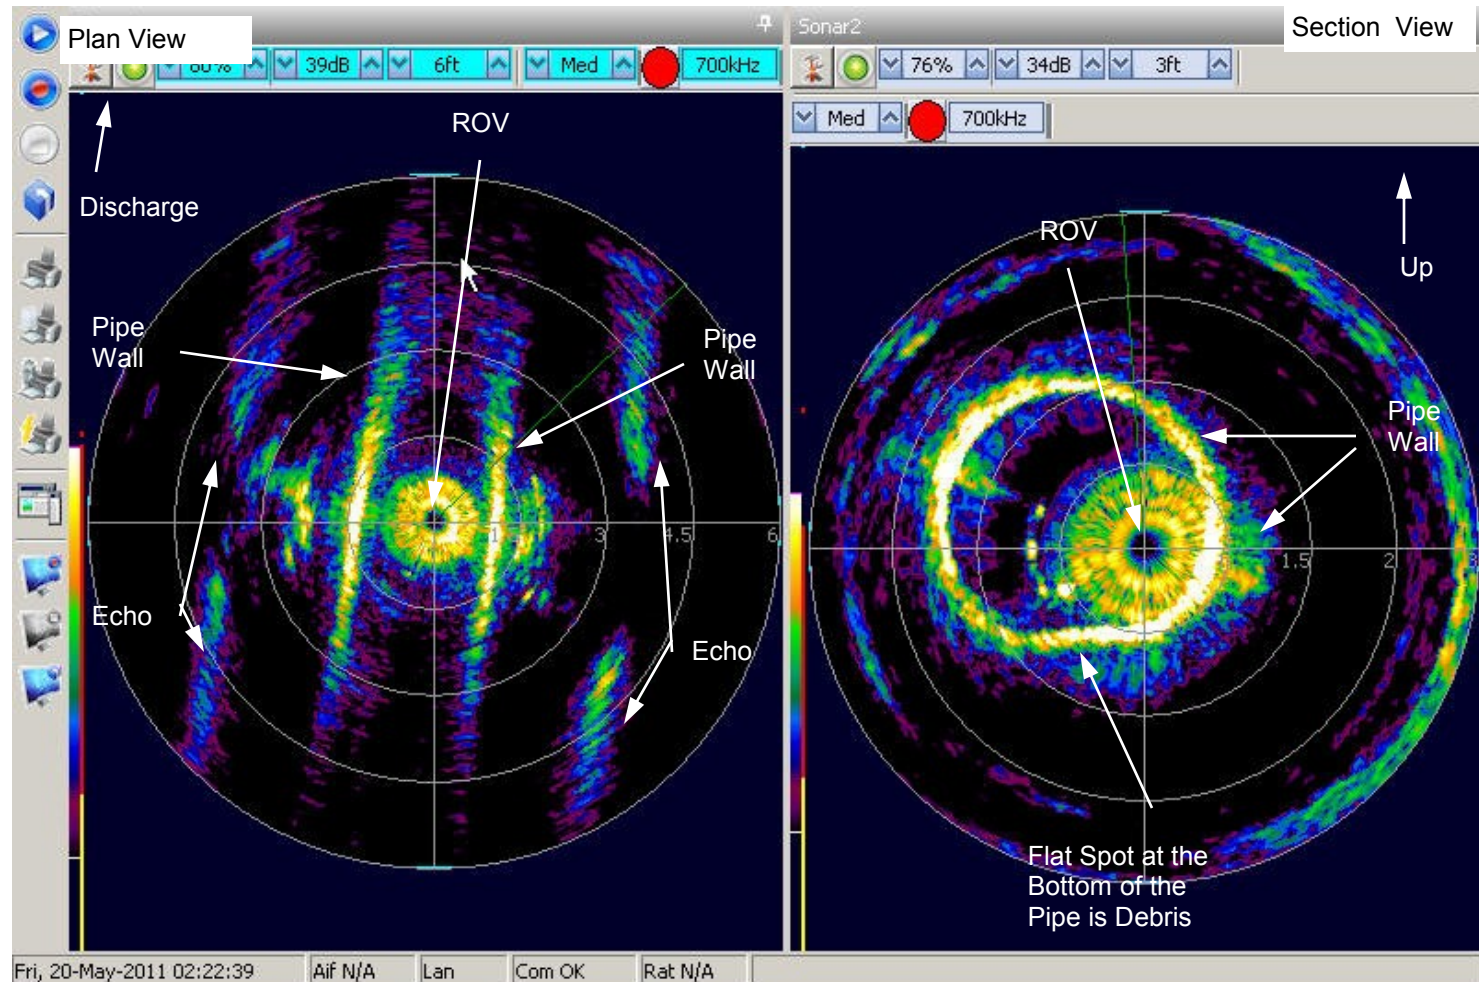 Plan View
60%
39dB
6ft
Med
700kHz
Discharge
ROV
Pipe
Wall
Pipe
Wall
3
4.5
6
Echo
Echo
Sonar2
Section View
76%
34dB
3ft
Med
700kHz
ROV
Up
Pipe
Wall
1.5
2
Flat Spot at the
Bottom of the
Pipe is Debris
Fri, 20-May-2011 02:22:39
Aif N/A
Lan
Com OK
Rat N/A